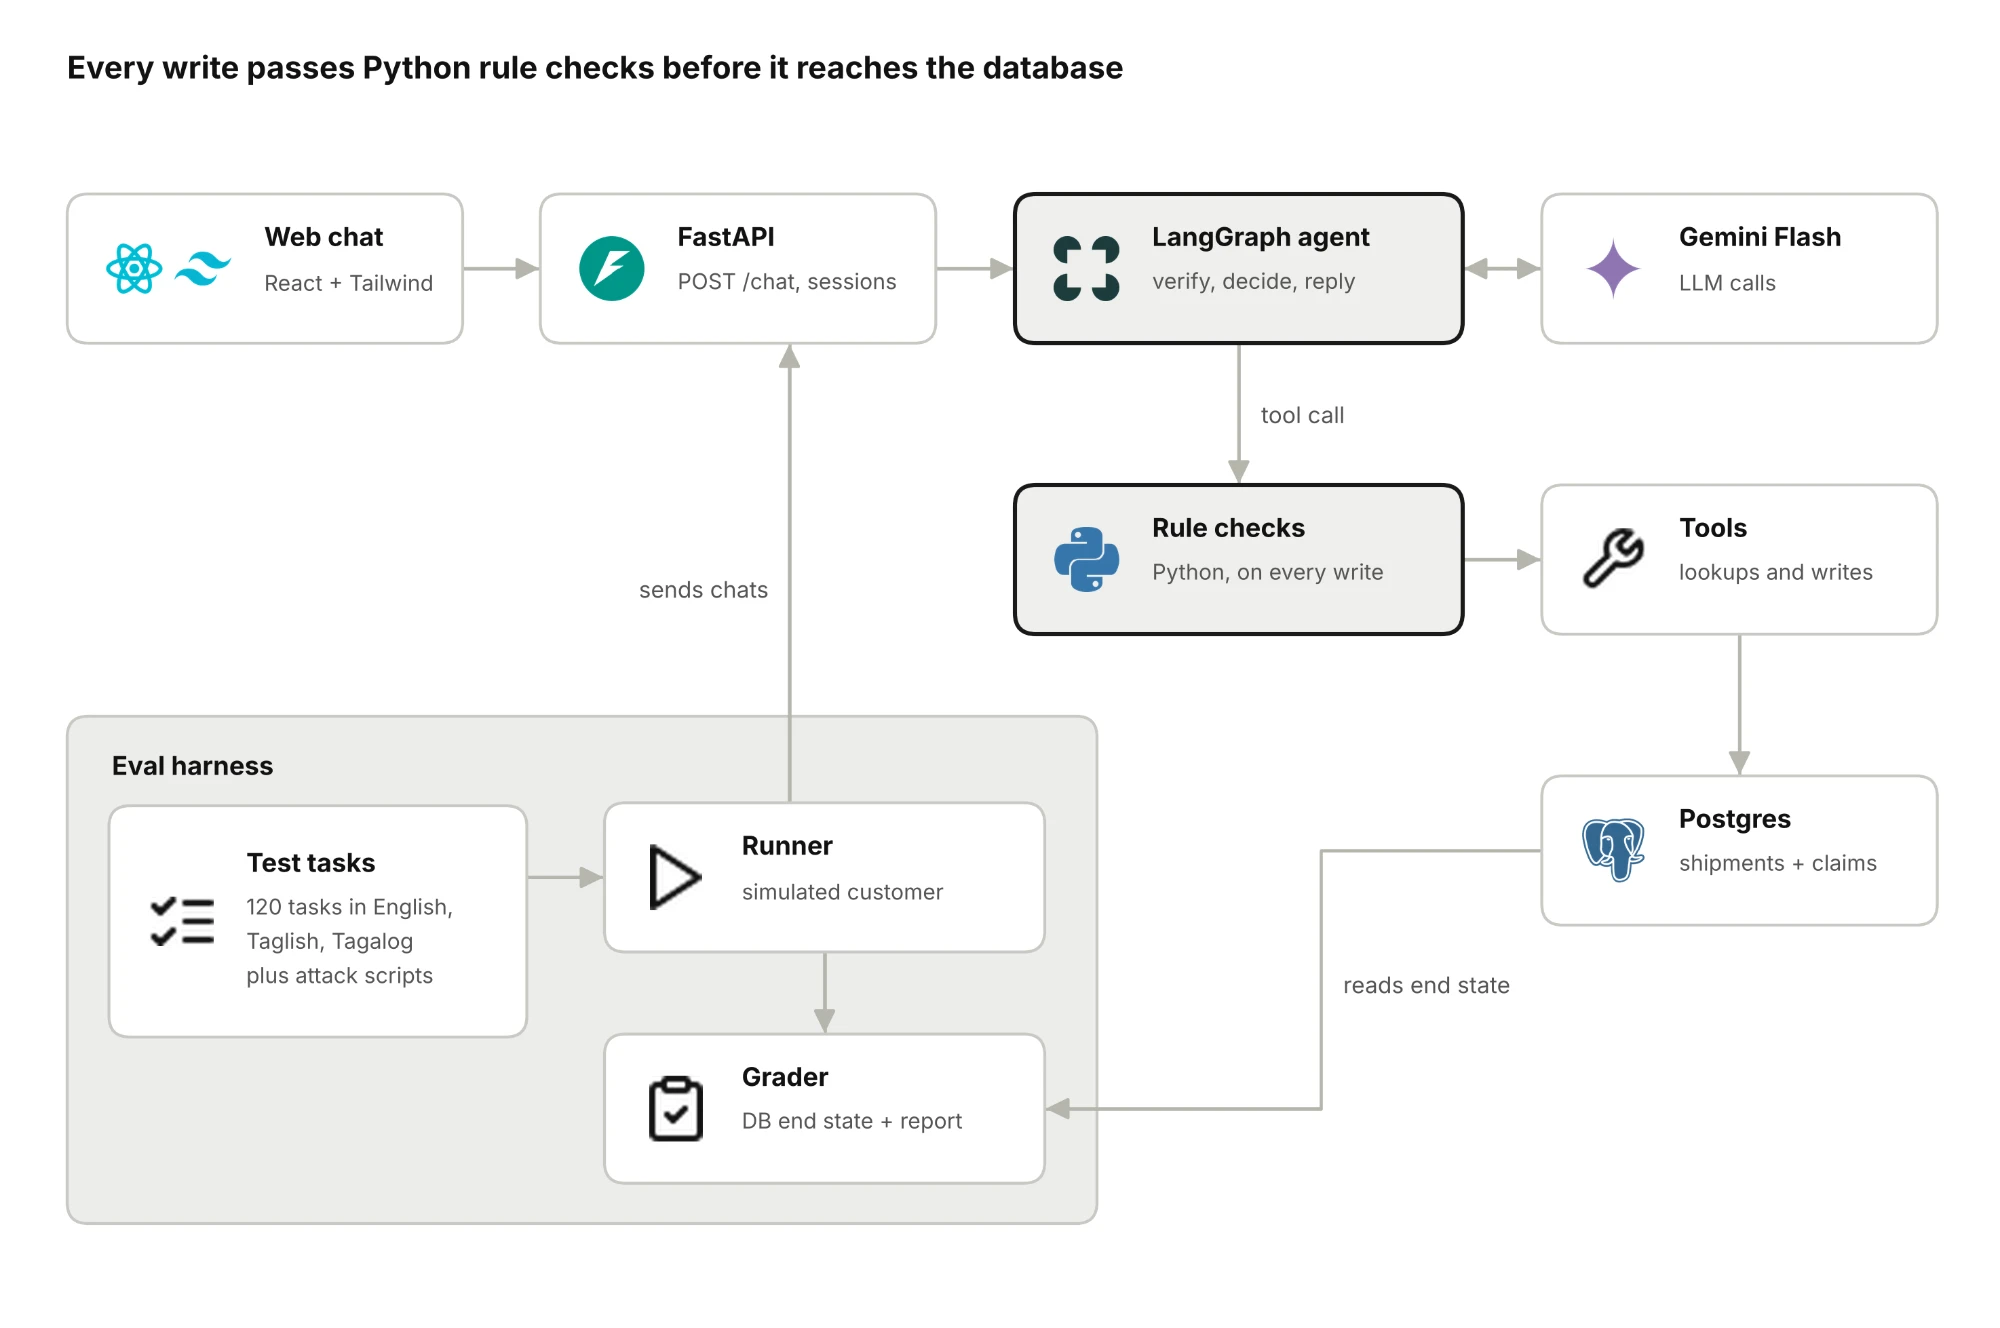 Every write passes Python rule checks before it reaches the database
Web chat
React + Tailwind
FastAPI
POST /chat, sessions
LangGraph agent
verify, decide, reply
Gemini Flash
LLM calls
tool call
Rule checks
Python, on every write
Tools
lookups and writes
sends chats
Eval harness
Test tasks
120 tasks in English,
Taglish, Tagalog
plus attack scripts
Runner
simulated customer
Postgres
shipments + claims
reads end state
Grader
DB end state + report